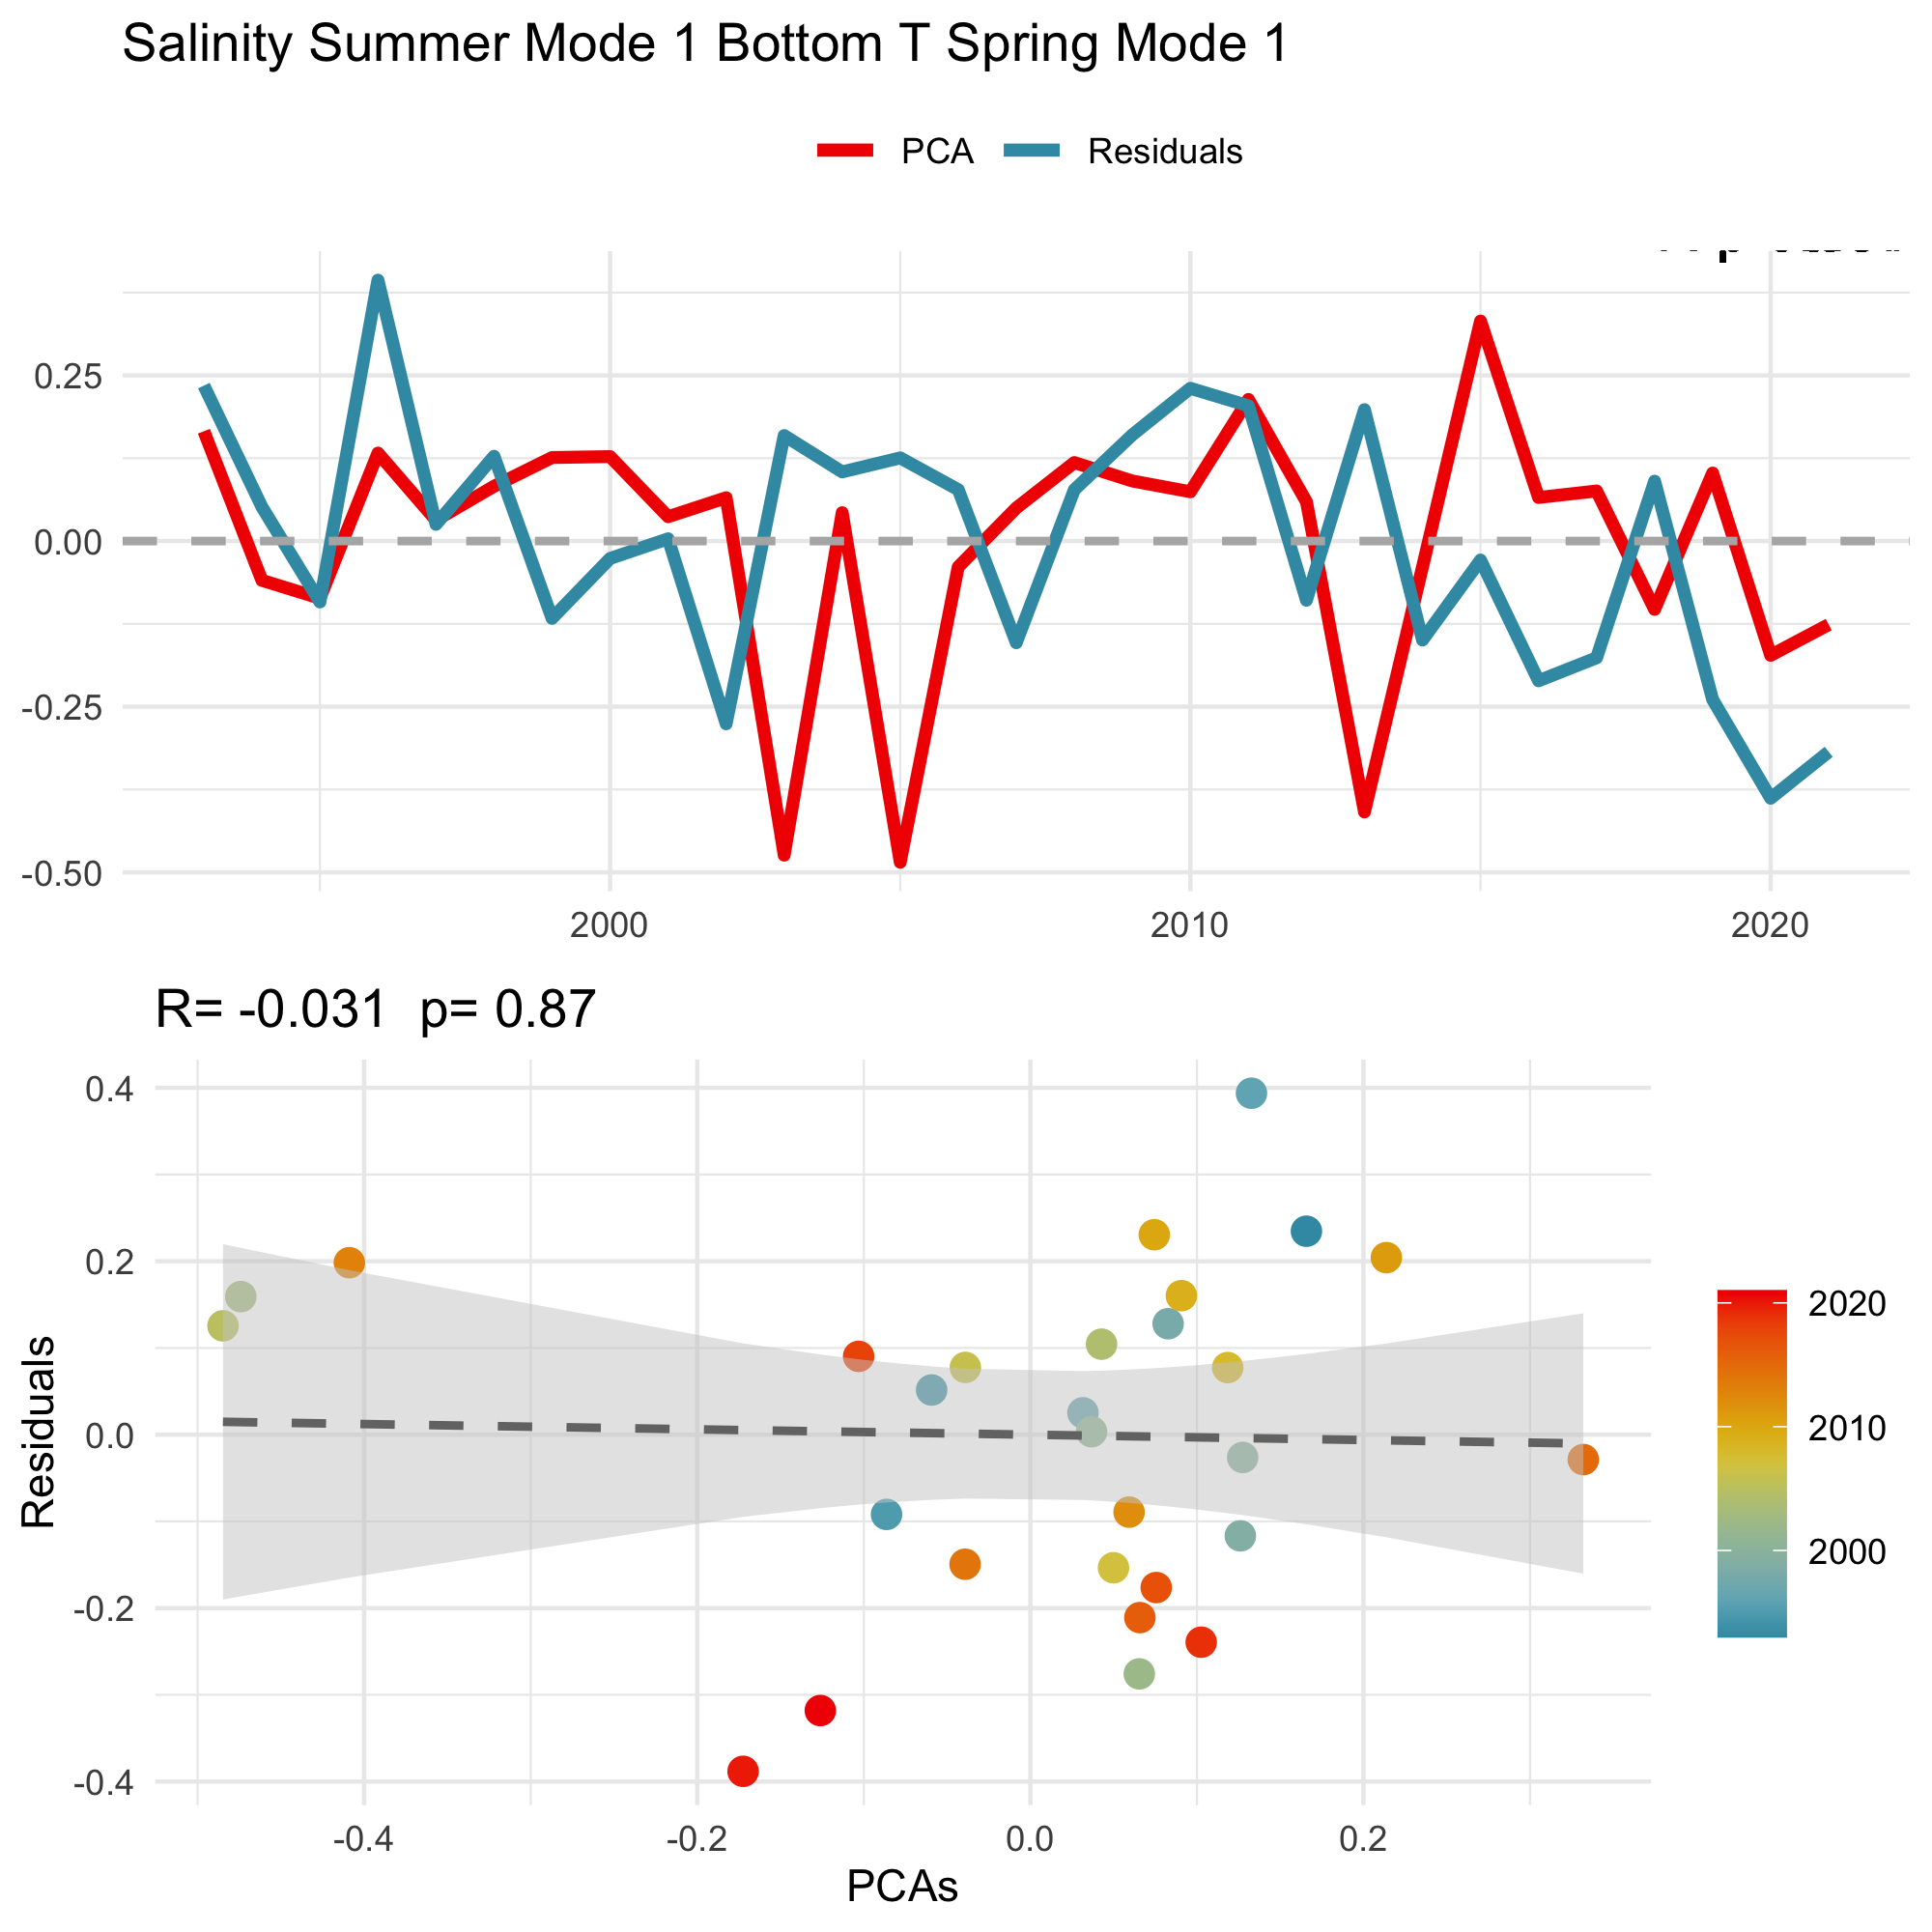 Salinity Summer Mode 1 Bottom T Spring Mode 1
PCA Residuals
0.25
0.00
-0.25
-0.50
2000 2010 2020
R= -0.031 p= 0.87
Residuals
0.4
0.2
0.0
-0.2
-0.4
-0.4 -0.2 0.0 0.2
PCAs
2020
2010
2000